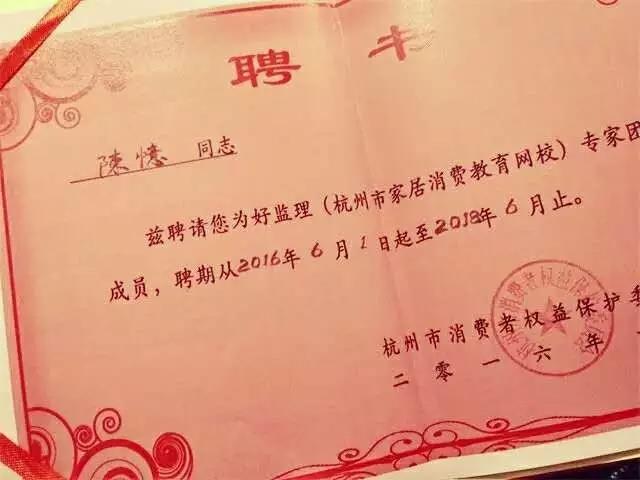 聘书
陳憶 同志
兹聘请您为好监理（杭州市家居消费教育网校）专家团
成员，聘期从2016年6月1日起至2018年6月止。
杭州市消费者权益保护
二零一六年